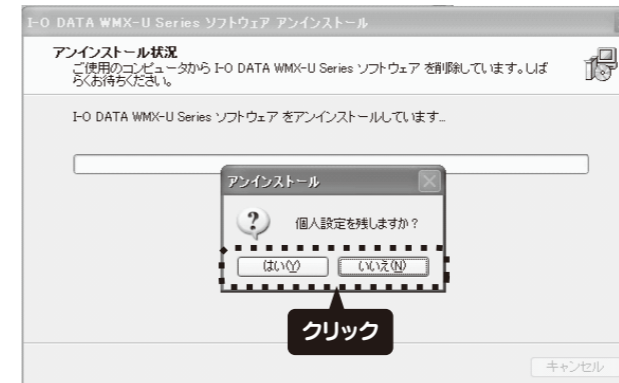 I-O DATA WMX-U Series ソフトウェア アンインストール
アンインストール状況
ご使用のコンピュータから I-O DATA WMX-U Series ソフトウェア を削除しています。しば
らくお待ちください。
I-O DATA WMX-U Series ソフトウェア をアンインストールしています...
アンインストール
個人設定を残しますか？
はい(Y)
いいえ(N)
クリック
キャンセル